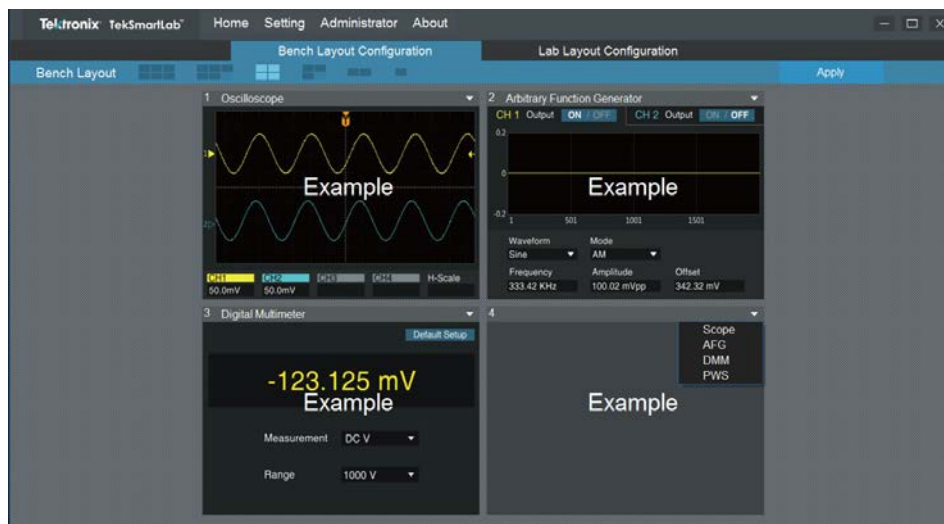 Tektronix TekSmartLab™ Home Setting Administrator About
Bench Layout Configuration Lab Layout Configuration
Bench Layout Apply
1 Oscilloscope
T
1
2
Example
CH1 CH2 CH3 CH4 H-Scale
50.0mV 50.0mV
2 Arbitrary Function Generator
CH 1 Output ON / OFF CH 2 Output ON / OFF
0.2
0
-0.2
1 501 1001 1501
Example
Waveform Mode
Sine AM
Frequency Amplitude Offset
333.42 KHz 100.02 mVpp 342.32 mV
3 Digital Multimeter
Default Setup
-123.125 mV
Example
Measurement DC V
Range 1000 V
4
Scope
AFG
DMM
PWS
Example